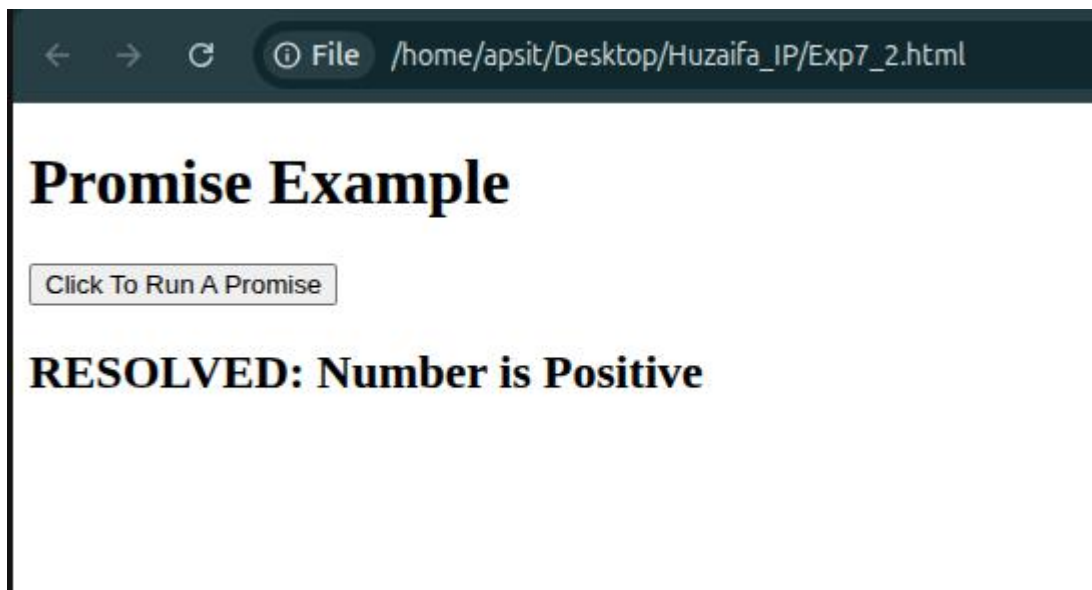 File /home/apsit/Desktop/Huzaifa_IP/Exp7_2.html
Promise Example
Click To Run A Promise
RESOLVED: Number is Positive